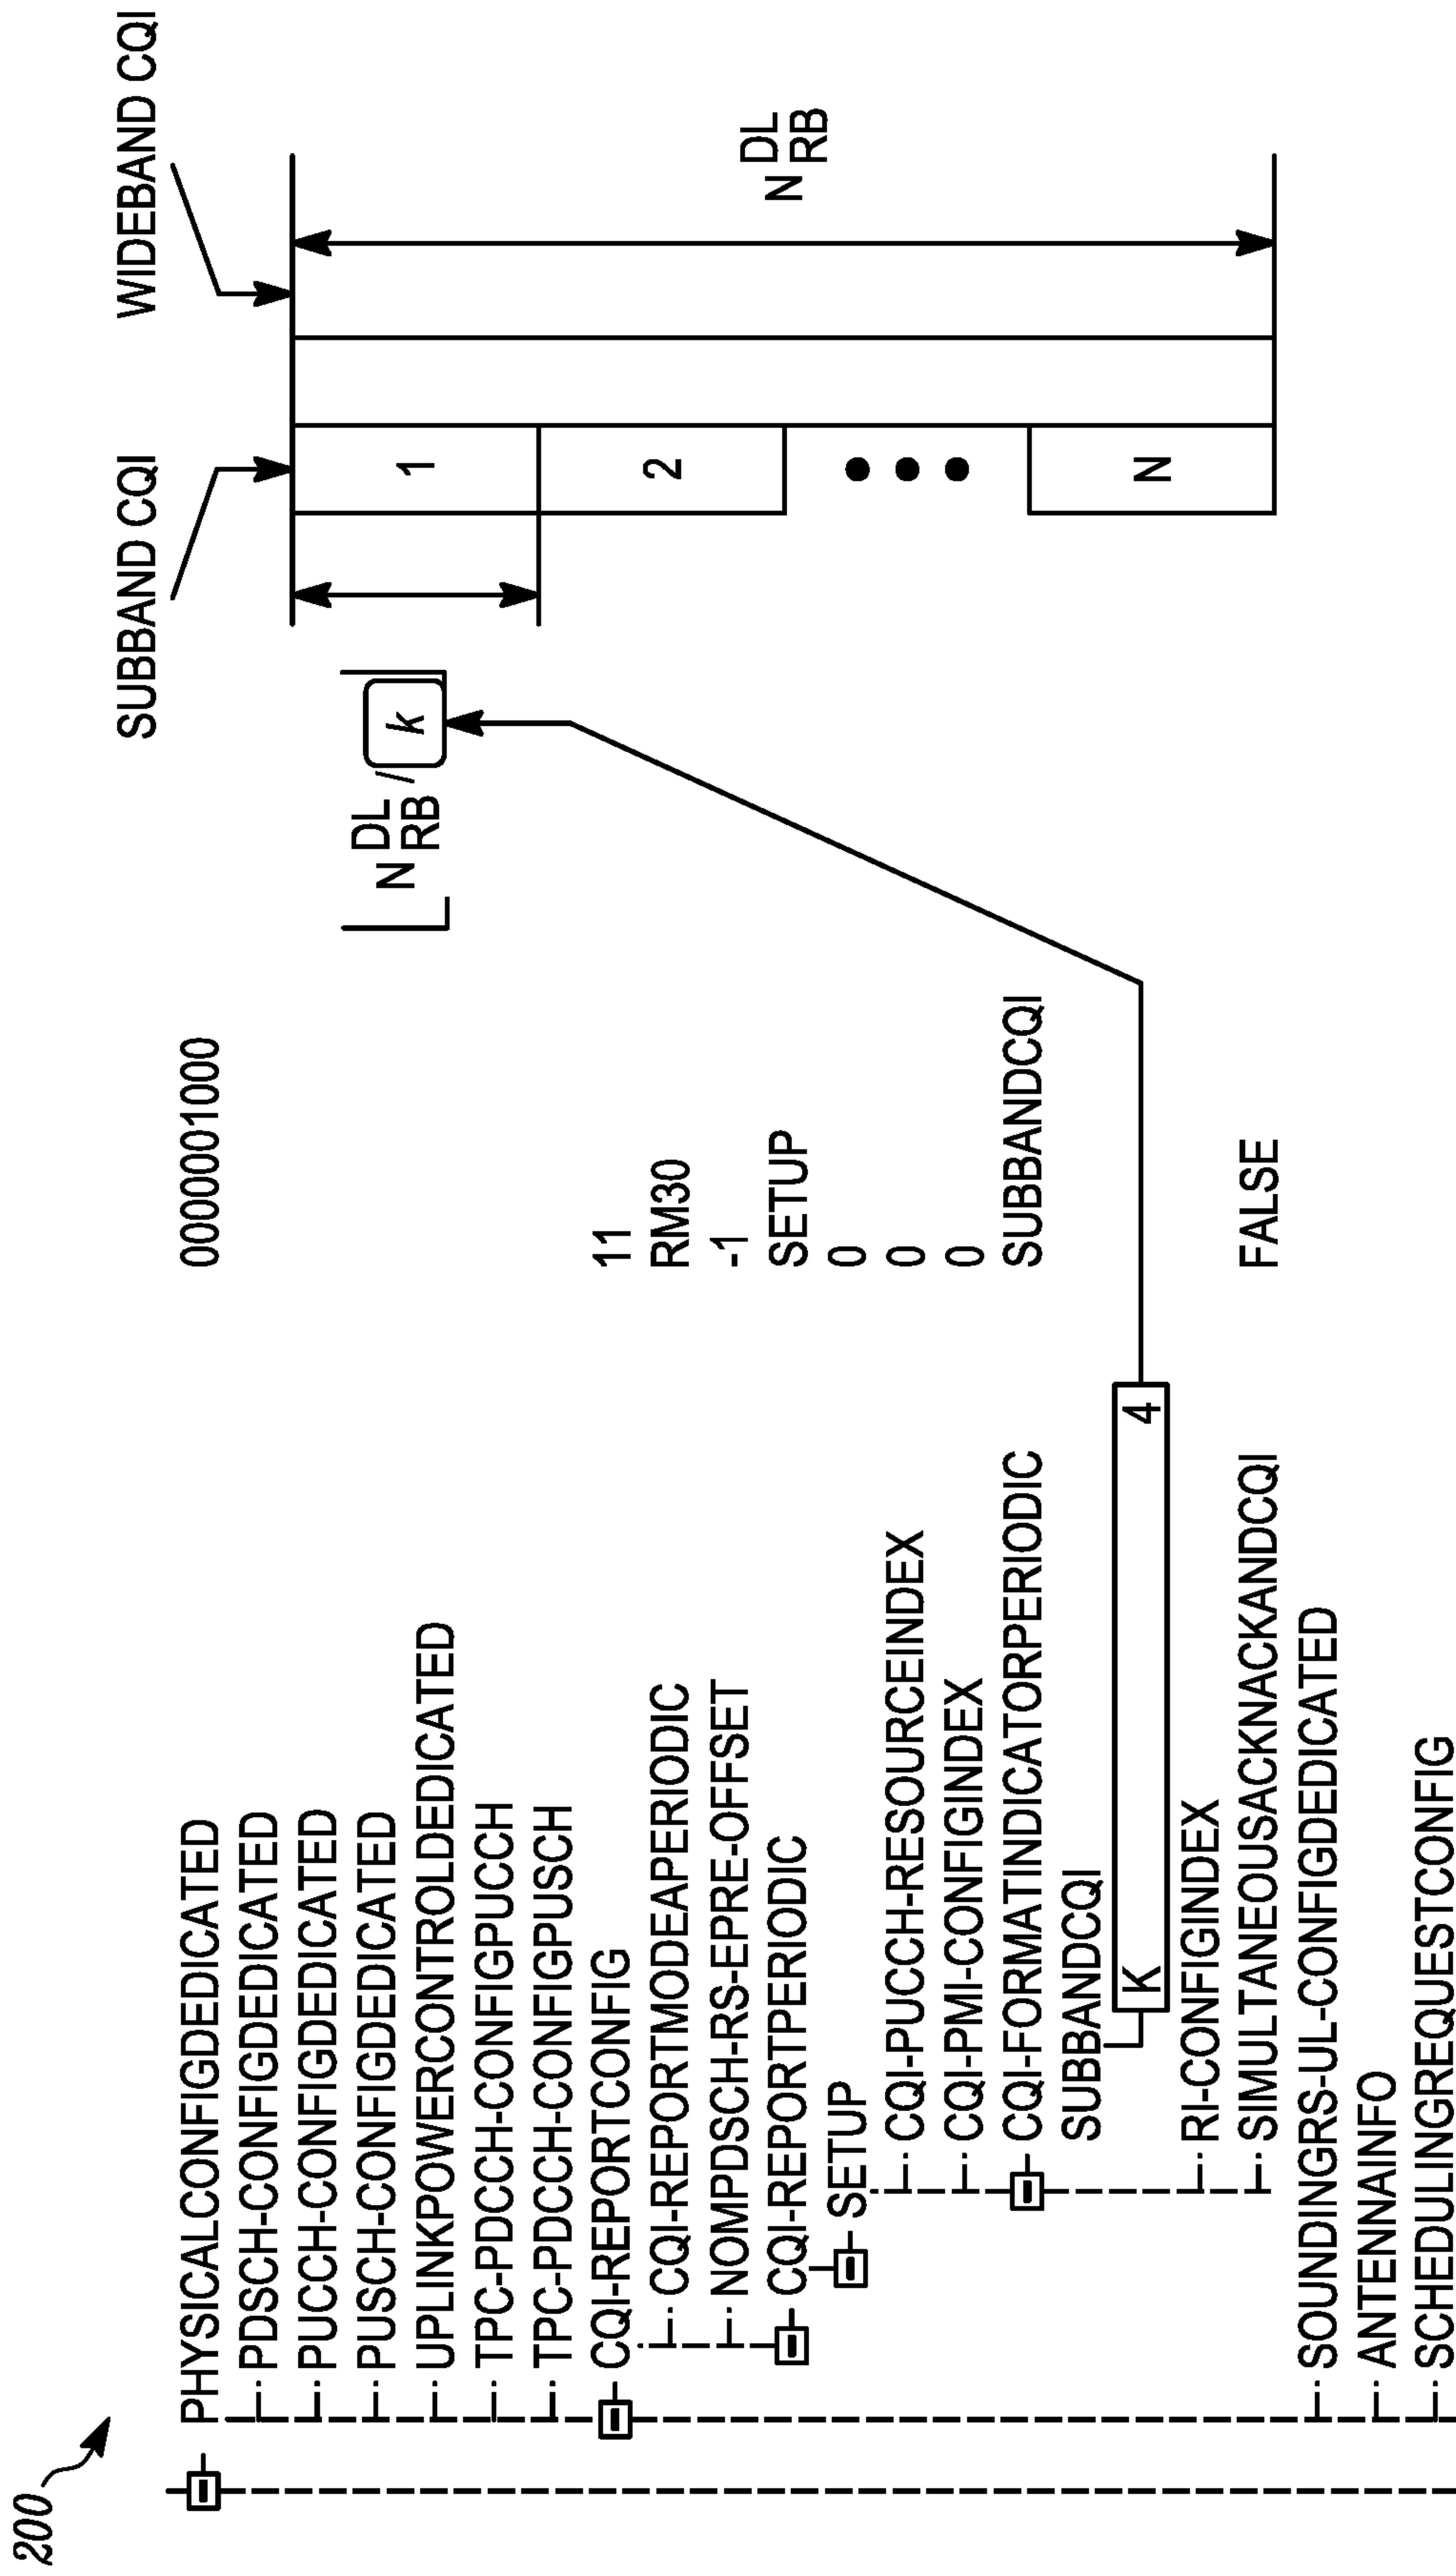 200
PHYSICALCONFIGDEDICATED 0000001000
PDSCH-CONFIGDEDICATED
PUCCH-CONFIGDEDICATED
PUSCH-CONFIGDEDICATED
UPLINKPOWERCONTROLDEDICATED
TPC-PDCCH-CONFIGPUCCH
TPC-PDCCH-CONFIGPUSCH
CQI-REPORTCONFIG 11
CQI-REPORTMODEAPERIODIC RM30
NOMPDSCH-RS-EPRE-OFFSET -1
CQI-REPORTPERIODIC SETUP
SETUP 0
CQI-PUCCH-RESOURCEINDEX 0
CQI-PMI-CONFIGINDEX 0
CQI-FORMATINDICATORPERIODIC SUBBANDCQI
SUBBANDCQI
K 4
RI-CONFIGINDEX
SIMULTANEOUSACKNACKANDCQI FALSE
SOUNDINGRS-UL-CONFIGDEDICATED
ANTENNAINFO
SCHEDULINGREQUESTCONFIG
SUBBAND CQI
WIDEBAND CQI
N DL RB / k
1
2
N
N DL RB